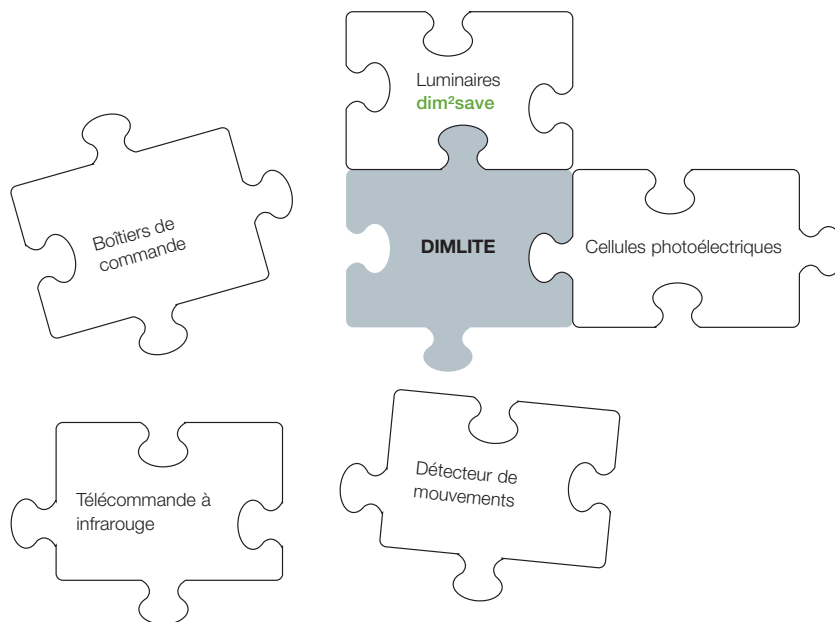 Luminaires
dim²save
Boîtiers de
commande
DIMLITE
Cellules photoélectriques
Télécommande à
infrarouge
Détecteur de
mouvements